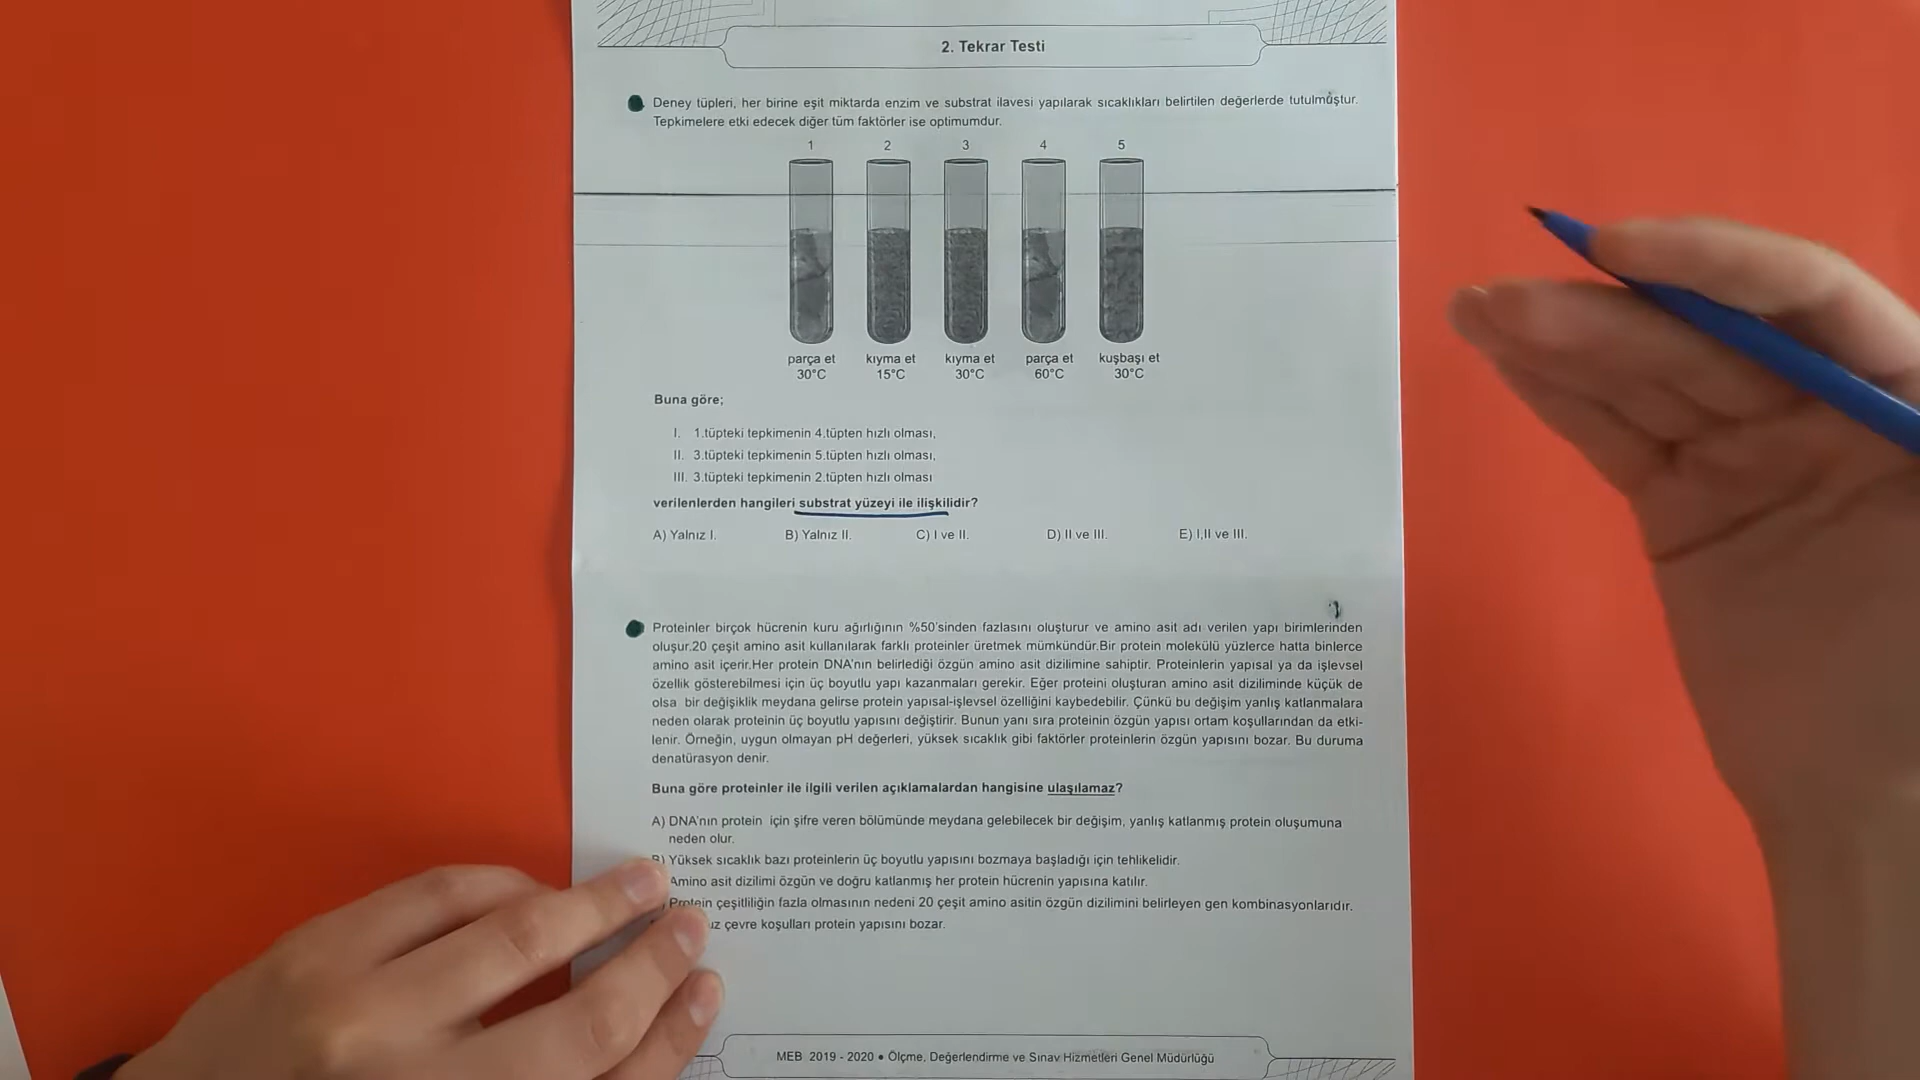 2. Tekrar Testi
Deney tüpleri, her birine eşit miktarda enzim ve substrat ilavesi yapılarak sıcaklıkları belirtilen değerlerde tutulmuştur.
Tepkimelere etki edecek diğer tüm faktörler ise optimumdur.
1 2 3 4 5
parça et kıyma et kıyma et parça et kuşbaşı et
30°C 15°C 30°C 60°C 30°C
Buna göre;
I. 1.tüpteki tepkimenin 4.tüpten hızlı olması,
II. 3.tüpteki tepkimenin 5.tüpten hızlı olması,
III. 3.tüpteki tepkimenin 2.tüpten hızlı olması
verilenlerden hangileri substrat yüzeyi ile ilişkilidir?
A) Yalnız I. B) Yalnız II. C) I ve II. D) II ve III. E) I,II ve III.
Proteinler birçok hücrenin kuru ağırlığının %50'sinden fazlasını oluşturur ve amino asit adı verilen yapı birimlerinden
oluşur.20 çeşit amino asit kullanılarak farklı proteinler üretmek mümkündür.Bir protein molekülü yüzlerce hatta binlerce
amino asit içerir.Her protein DNA'nın belirlediği özgün amino asit dizilimine sahiptir. Proteinlerin yapısal ya da işlevsel
özellik gösterebilmesi için üç boyutlu yapı kazanmaları gerekir. Eğer proteini oluşturan amino asit diziliminde küçük de
olsa bir değişiklik meydana gelirse protein yapısal-işlevsel özelliğini kaybedebilir. Çünkü bu değişim yanlış katlanmalara
neden olarak proteinin üç boyutlu yapısını değiştirir. Bunun yanı sıra proteinin özgün yapısı ortam koşullarından da etki-
lenir. Örneğin, uygun olmayan pH değerleri, yüksek sıcaklık gibi faktörler proteinlerin özgün yapısını bozar. Bu duruma
denatürasyon denir.
Buna göre proteinler ile ilgili verilen açıklamalardan hangisine ulaşılamaz?
A) DNA'nın protein için şifre veren bölümünde meydana gelebilecek bir değişim, yanlış katlanmış protein oluşumuna
neden olur.
B) Yüksek sıcaklık bazı proteinlerin üç boyutlu yapısını bozmaya başladığı için tehlikelidir.
Amino asit dizilimi özgün ve doğru katlanmış her protein hücrenin yapısına katılır.
Protein çeşitliliğin fazla olmasının nedeni 20 çeşit amino asitin özgün dizilimini belirleyen gen kombinasyonlarıdır.
çevre koşulları protein yapısını bozar.
MEB 2019 - 2020 • Ölçme, Değerlendirme ve Sınav Hizmetleri Genel Müdürlüğü